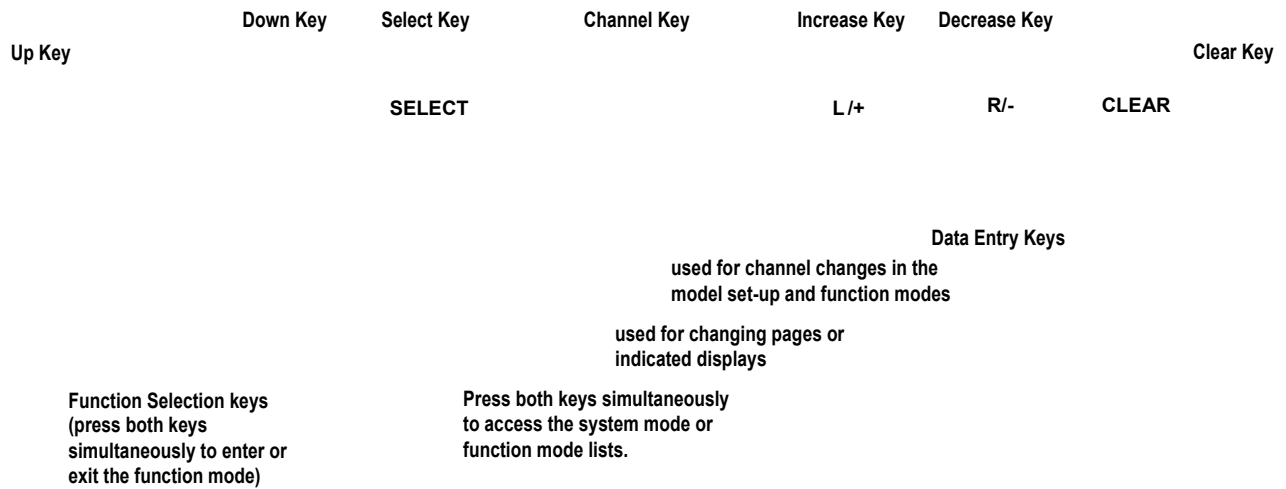 Down Key
Select Key
Channel Key
Increase Key
Decrease Key
Up Key
Clear Key
SELECT
L /+
R/-
CLEAR
Data Entry Keys
used for channel changes in the
model set-up and function modes
used for changing pages or
indicated displays
Function Selection keys
(press both keys
simultaneously to enter or
exit the function mode)
Press both keys simultaneously
to access the system mode or
function mode lists.